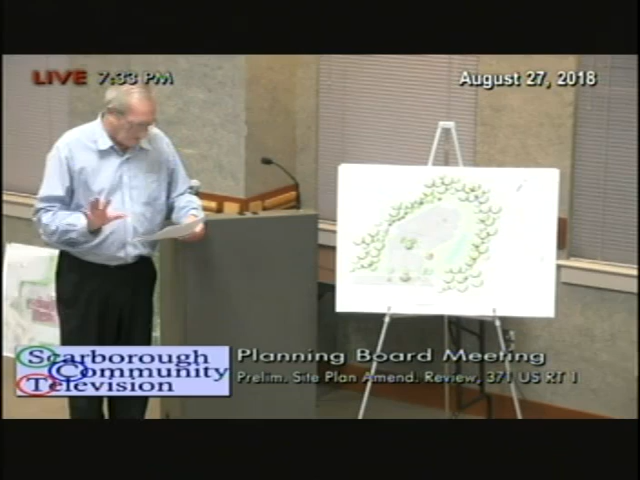 LIVE 7:33 PM
August 27, 2018
Scarborough
Community
Television
Planning Board Meeting
Prelim. Site Plan Amend. Review, 371 US RT 1